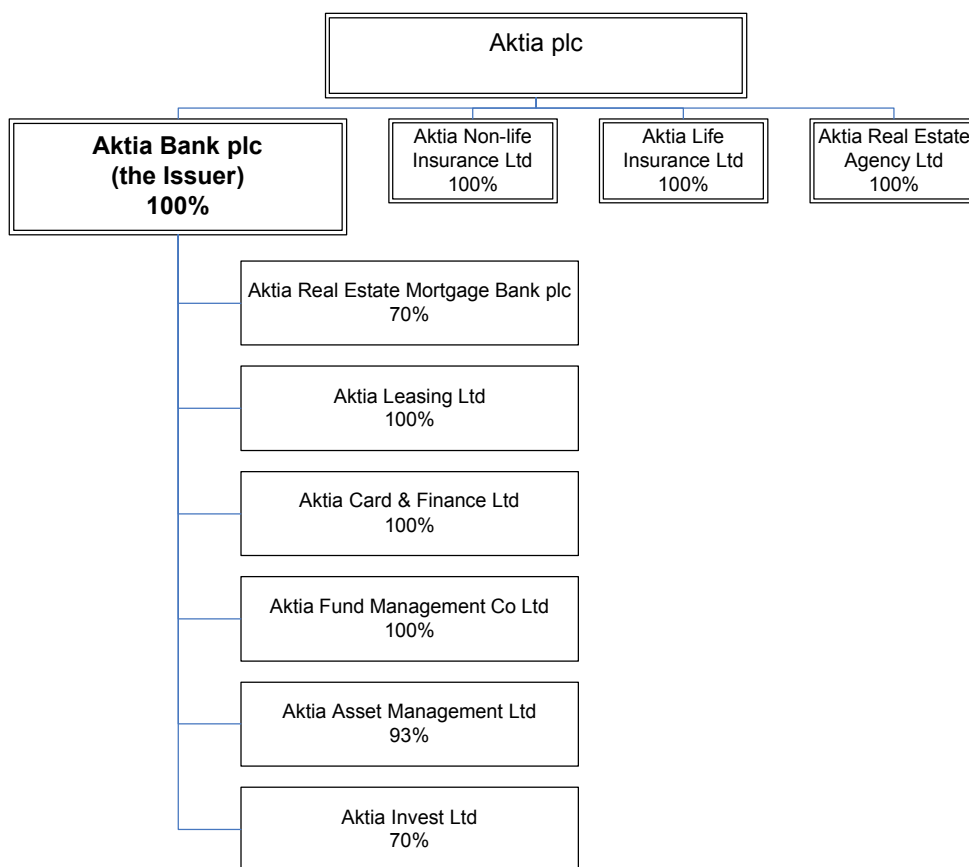 Aktia plc
Aktia Bank plc
(the Issuer)
100%
Aktia Non-life
Insurance Ltd
100%
Aktia Life
Insurance Ltd
100%
Aktia Real Estate
Agency Ltd
100%
Aktia Real Estate Mortgage Bank plc
70%
Aktia Leasing Ltd
100%
Aktia Card & Finance Ltd
100%
Aktia Fund Management Co Ltd
100%
Aktia Asset Management Ltd
93%
Aktia Invest Ltd
70%